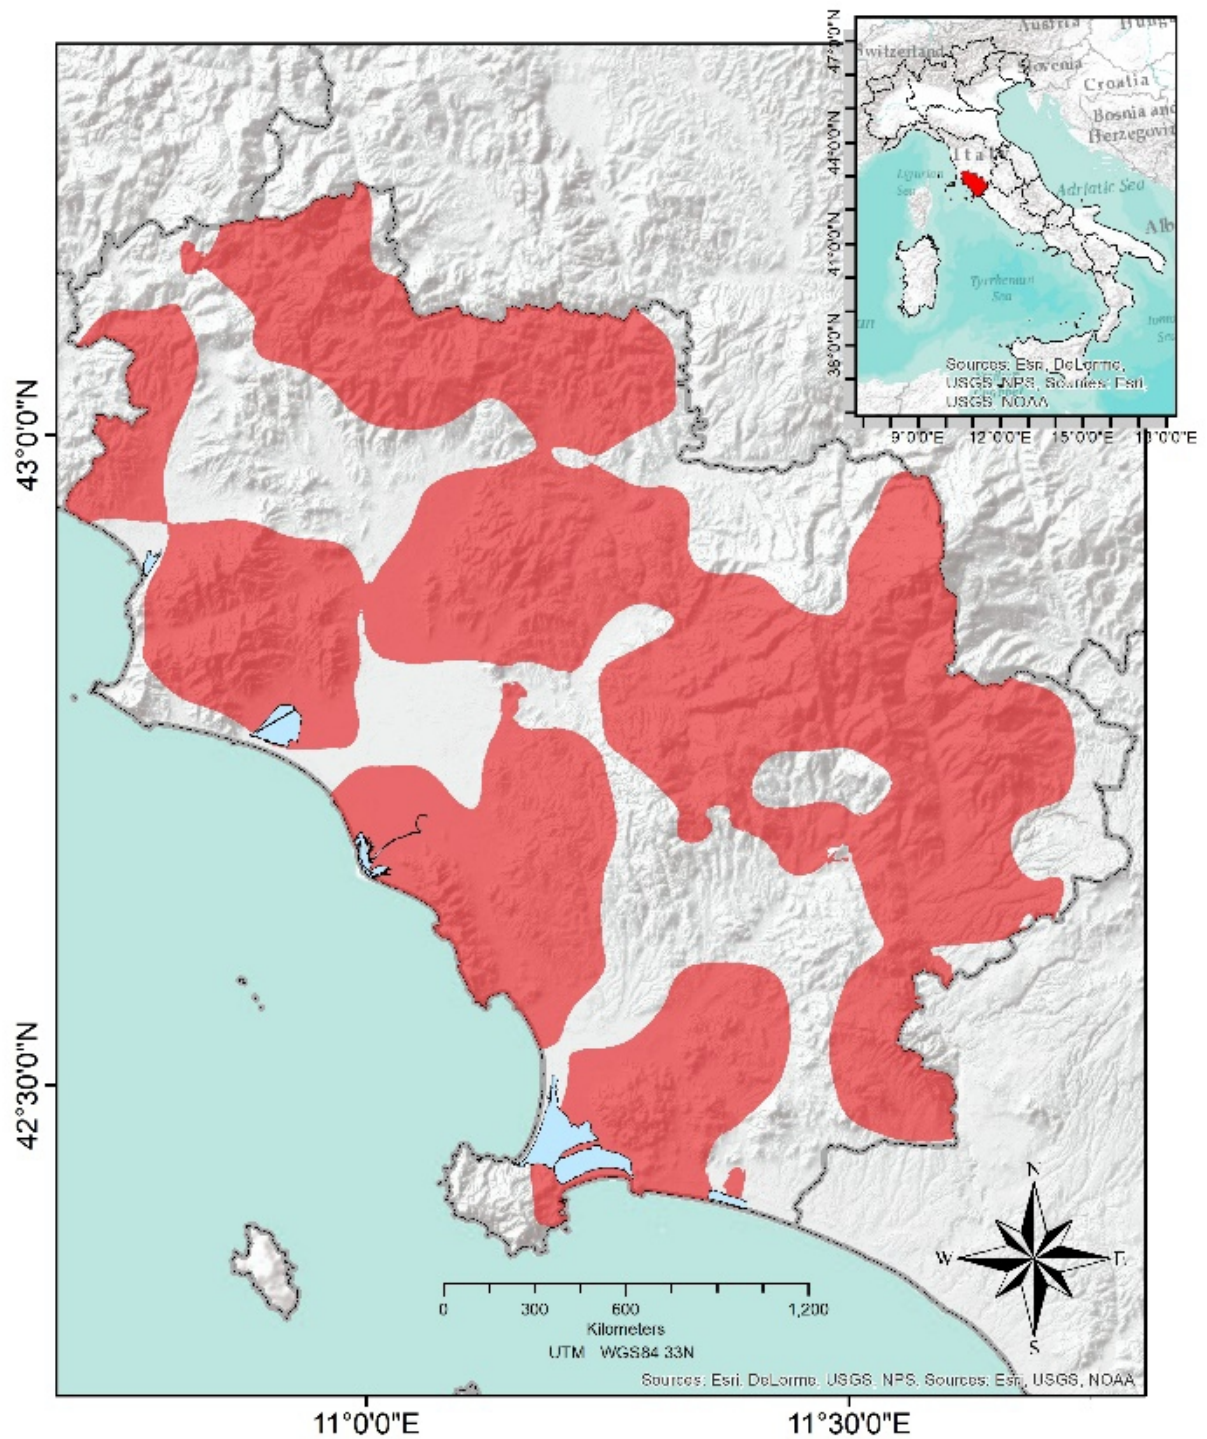 Austria
Switzerland
Slovenia
Croatia
Bosnia and
Herzegovin
Ital
Ligurian
Sea
Adriatic Sea
Alb
Tyrrhenian
Sea
Sources: Esri, DeLorme,
USGS, NPS, Sources: Esri,
USGS, NOAA
47°0'0"N
44°0'0"N
41°0'0"N
38°0'0"N
9°0'0"E 12°0'0"E 15°0'0"E
43°0'0"N
42°30'0"N
N
W E
S
0 300 600 1,200
Kilometers
UTM WGS84 33N
Sources: Esri, DeLorme, USGS, NPS, Sources: Esri, USGS, NOAA
11°0'0"E 11°30'0"E